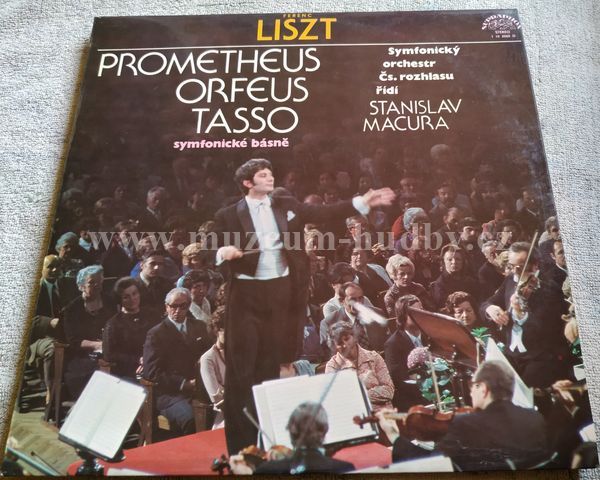 FERENC
LISZT
PROMETHEUS
ORFEUS
TASSO
symfonické básně
Symfonický
orchestr
Čs. rozhlasu
řídí
STANISLAV
MACURA
SUPRAPHON
STEREO
www.muzeum-hudby.cz